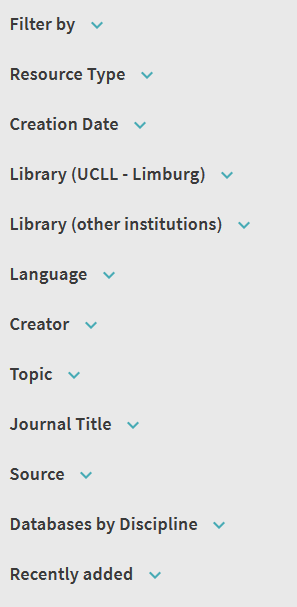 Filter by
Resource Type
Creation Date
Library (UCLL - Limburg)
Library (other institutions)
Language
Creator
Topic
Journal Title
Source
Databases by Discipline
Recently added